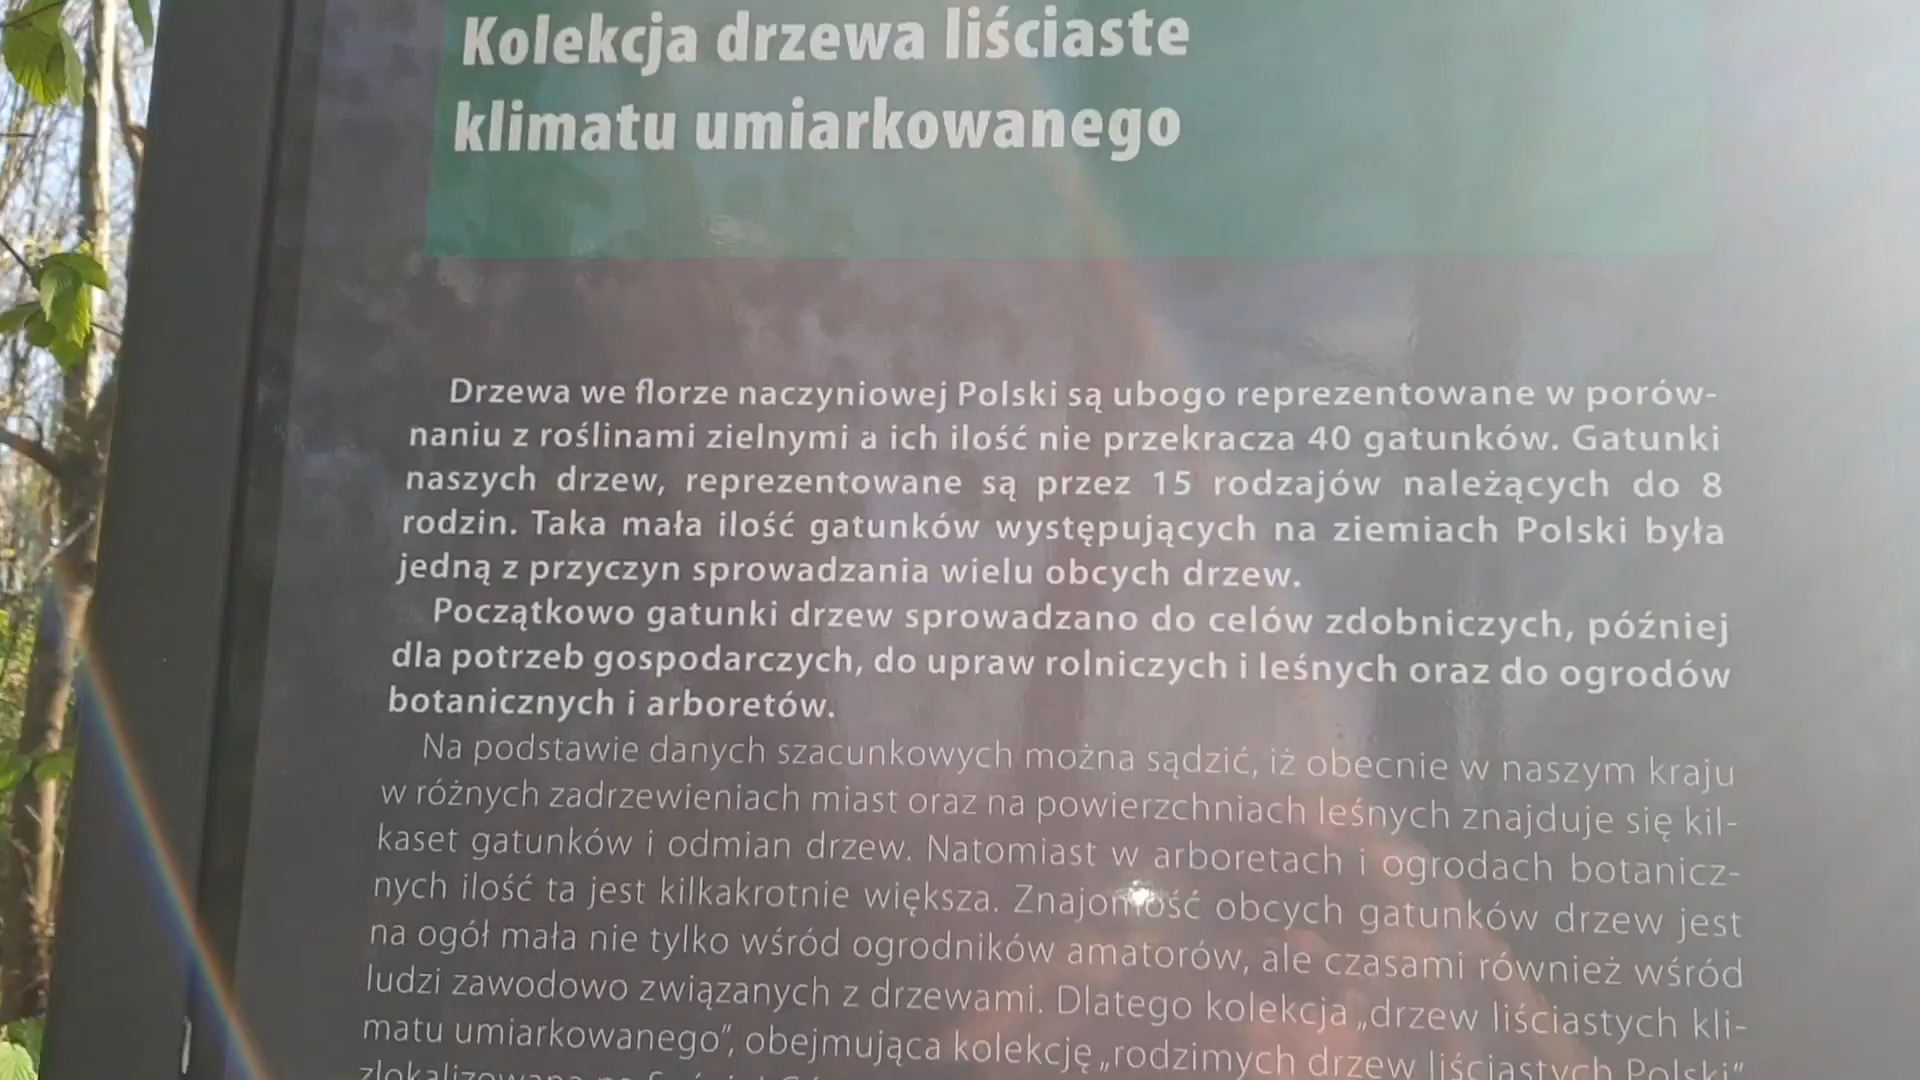 Kolekcja drzewa liściaste
klimatu umiarkowanego
Drzewa we florze naczyniowej Polski są ubogo reprezentowane w porów-
naniu z roślinami zielnymi a ich ilość nie przekracza 40 gatunków. Gatunki
naszych drzew, reprezentowane są przez 15 rodzajów należących do 8
rodzin. Taka mała ilość gatunków występujących na ziemiach Polski była
jedną z przyczyn sprowadzania wielu obcych drzew.
Początkowo gatunki drzew sprowadzano do celów zdobniczych, później
dla potrzeb gospodarczych, do upraw rolniczych i leśnych oraz do ogrodów
botanicznych i arboretów.
Na podstawie danych szacunkowych można sądzić, iż obecnie w naszym kraju
w różnych zadrzewieniach miast oraz na powierzchniach leśnych znajduje się kil-
kaset gatunków i odmian drzew. Natomiast w arboretach i ogrodach botanicz-
nych ilość ta jest kilkakrotnie większa. Znajomość obcych gatunków drzew jest
na ogół mała nie tylko wśród ogrodników amatorów, ale czasami również wśród
ludzi zawodowo związanych z drzewami. Dlatego kolekcja „drzew liściastych kli-
matu umiarkowanego”, obejmująca kolekcję „rodzimych drzew liściastych Polski”